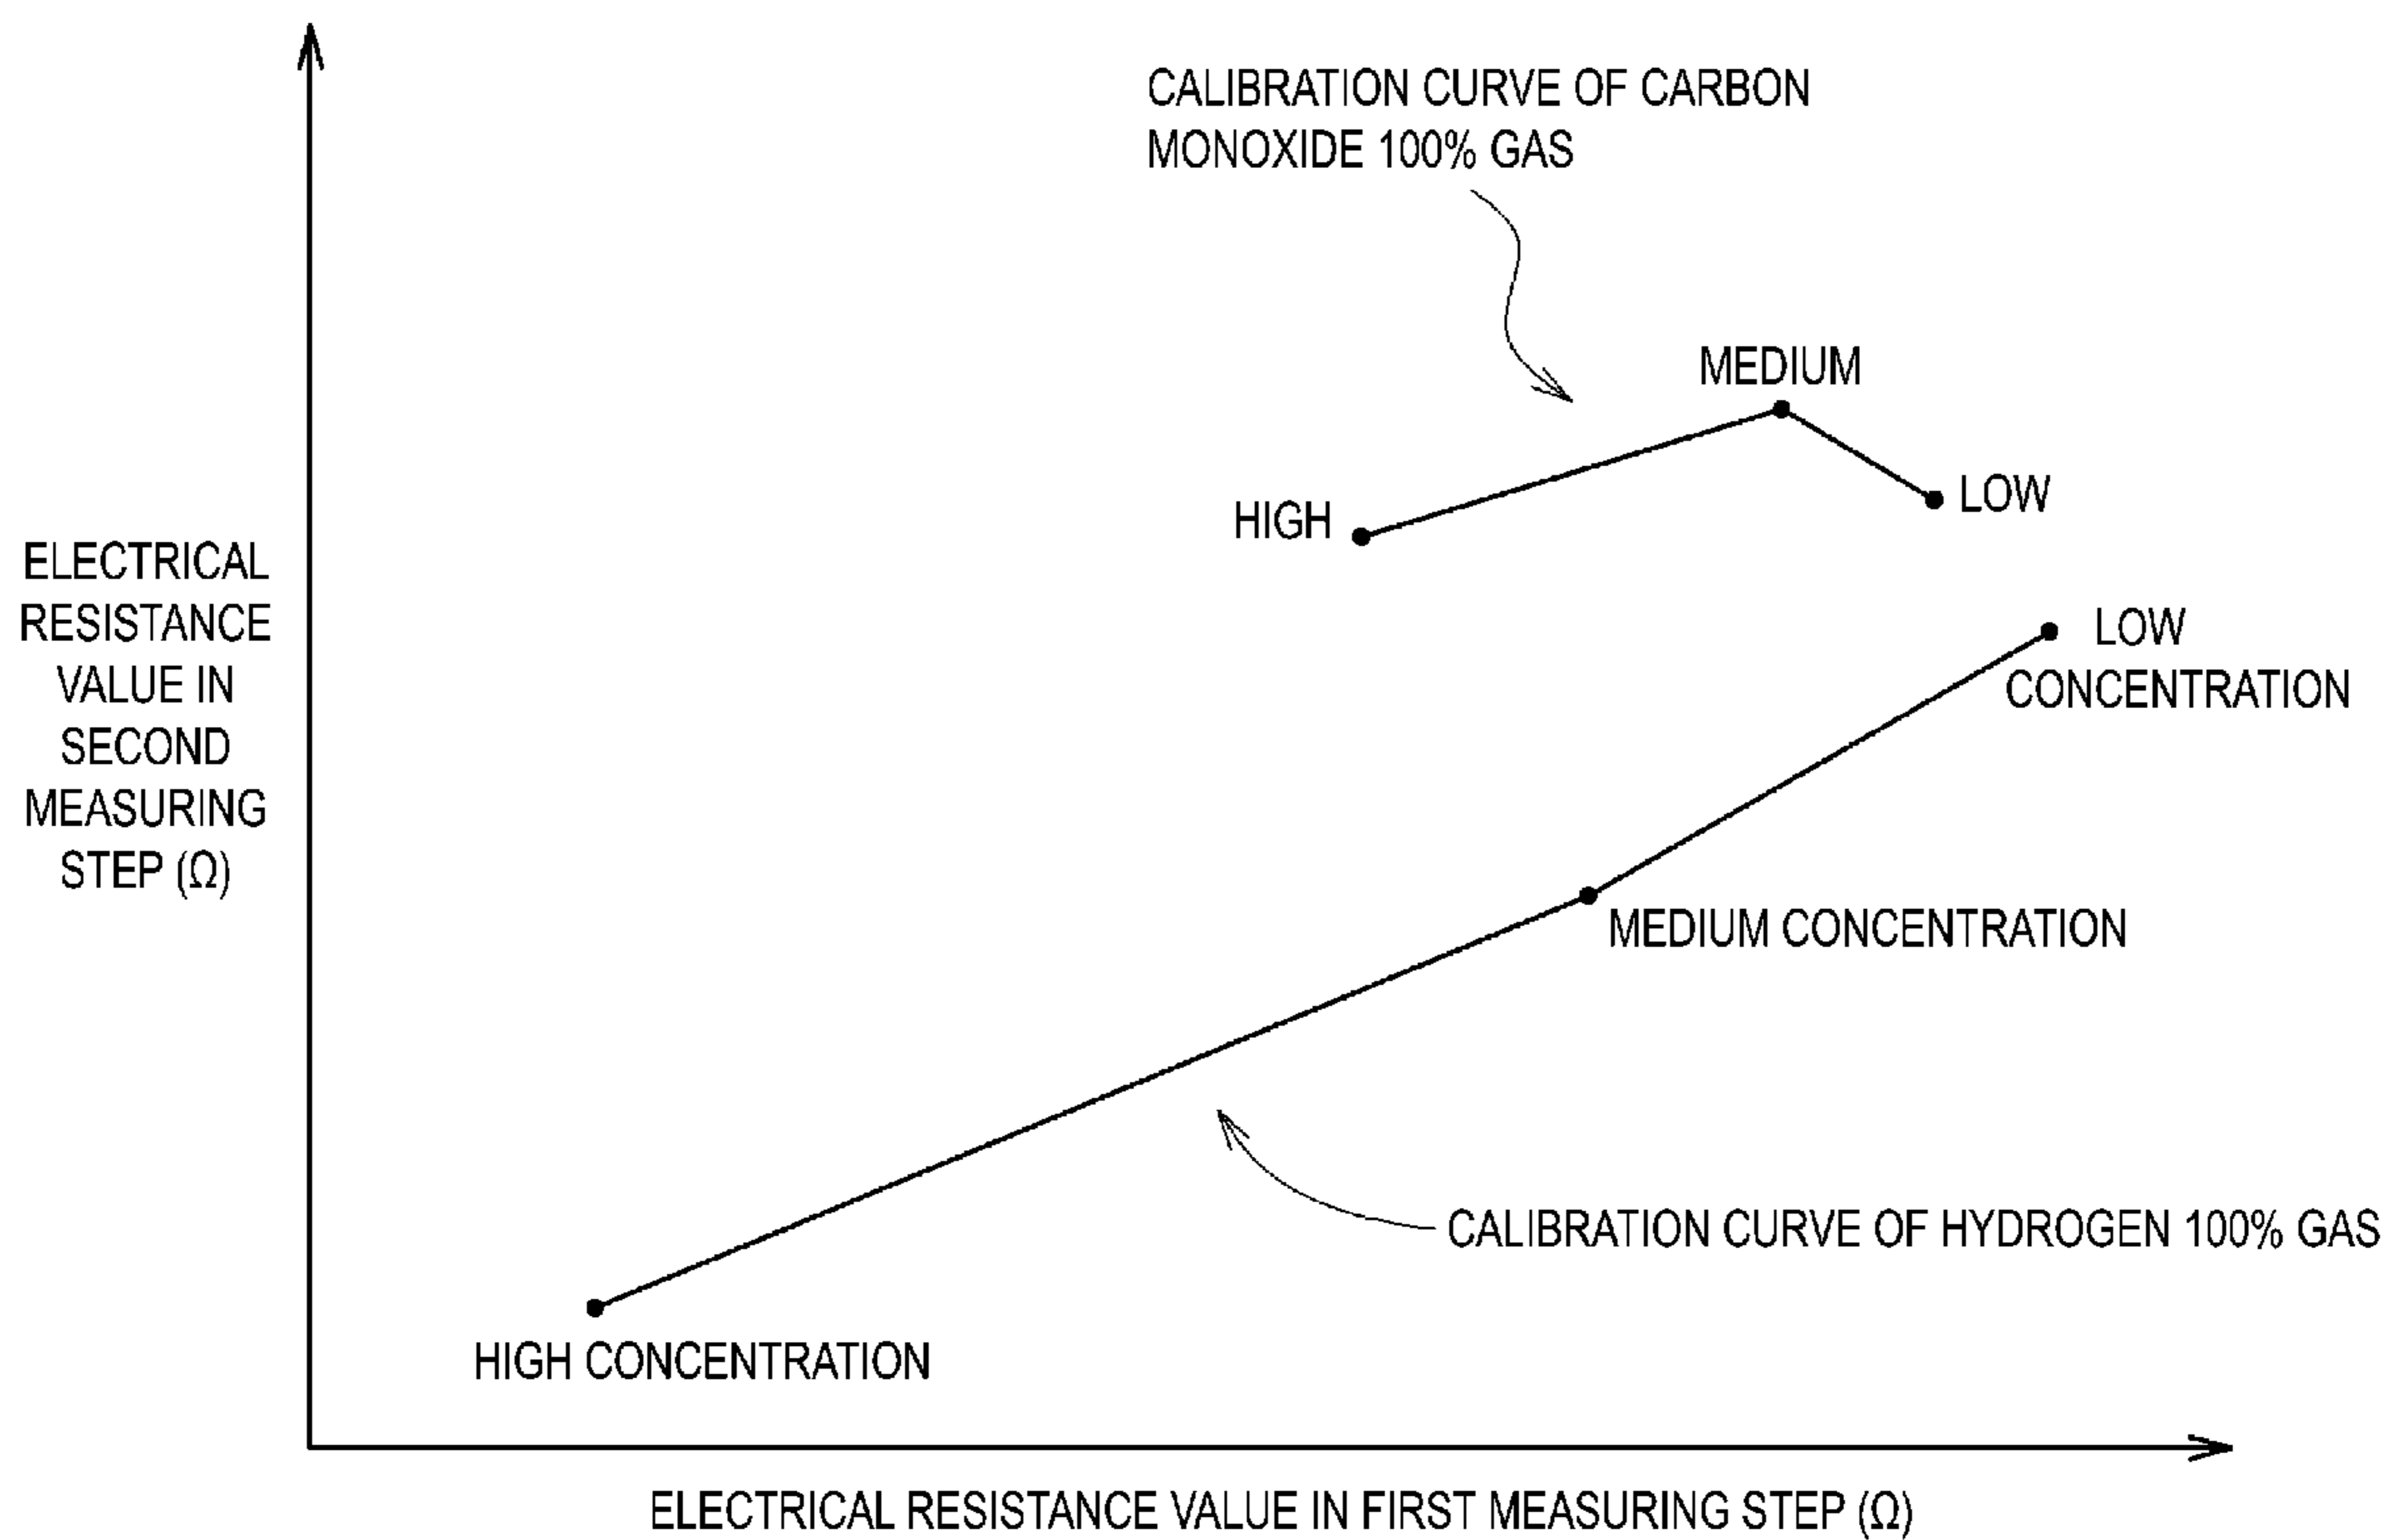 CALIBRATION CURVE OF CARBON
MONOXIDE 100% GAS
MEDIUM
LOW
HIGH
ELECTRICAL
RESISTANCE
VALUE IN
SECOND
MEASURING
STEP (Ω)
LOW
CONCENTRATION
MEDIUM CONCENTRATION
CALIBRATION CURVE OF HYDROGEN 100% GAS
HIGH CONCENTRATION
ELECTRICAL RESISTANCE VALUE IN FIRST MEASURING STEP (Ω)